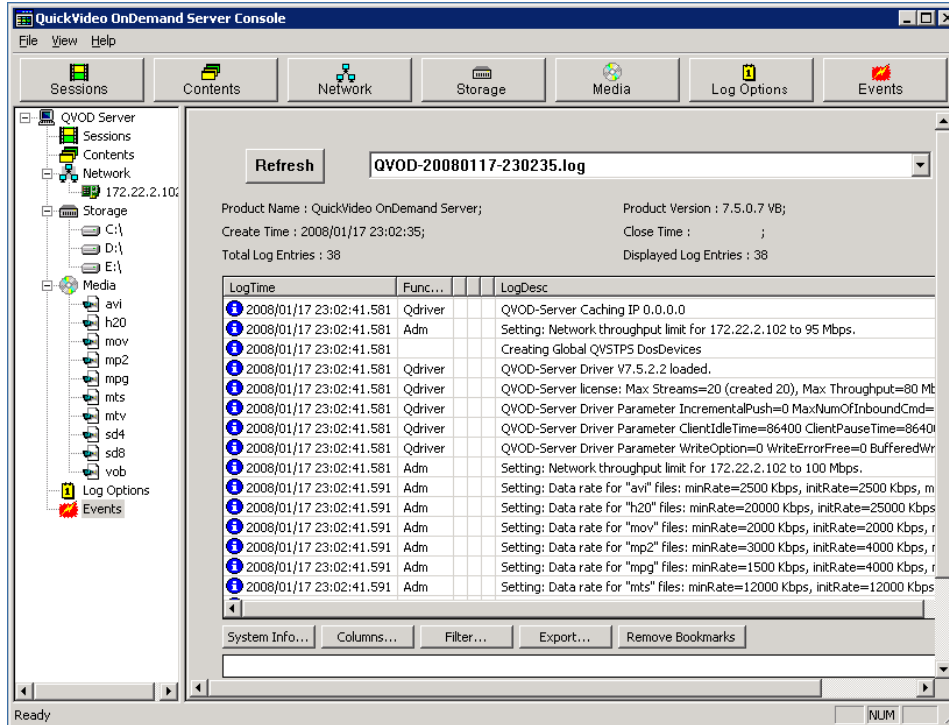 QuickVideo OnDemand Server Console
File View Help
Sessions Contents Network Storage Media Log Options Events
QVOD Server
Sessions
Contents
Network
172.22.2.102
Storage
C:\
D:\
E:\
Media
avi
h20
mov
mp2
mpg
mts
mtv
sd4
sd8
vob
Log Options
Events
Refresh QVOD-20080117-230235.log
Product Name : QuickVideo OnDemand Server; Product Version : 7.5.0.7 VB;
Create Time : 2008/01/17 23:02:35; Close Time : ;
Total Log Entries : 38 Displayed Log Entries : 38
LogTime Func... LogDesc
2008/01/17 23:02:41.581 Qdriver QVOD-Server Caching IP 0.0.0.0
2008/01/17 23:02:41.581 Adm Setting: Network throughput limit for 172.22.2.102 to 95 Mbps.
2008/01/17 23:02:41.581 Creating Global QVSTPS DosDevices
2008/01/17 23:02:41.581 Qdriver QVOD-Server Driver V7.5.2.2 loaded.
2008/01/17 23:02:41.581 Qdriver QVOD-Server license: Max Streams=20 (created 20), Max Throughput=80 Mb
2008/01/17 23:02:41.581 Qdriver QVOD-Server Driver Parameter IncrementalPush=0 MaxNumOfInboundCmd=
2008/01/17 23:02:41.581 Qdriver QVOD-Server Driver Parameter ClientIdleTime=86400 ClientPauseTime=8640
2008/01/17 23:02:41.581 Qdriver QVOD-Server Driver Parameter WriteOption=0 WriteErrorFree=0 BufferedWr
2008/01/17 23:02:41.581 Adm Setting: Network throughput limit for 172.22.2.102 to 100 Mbps.
2008/01/17 23:02:41.591 Adm Setting: Data rate for "avi" files: minRate=2500 Kbps, initRate=2500 Kbps, m
2008/01/17 23:02:41.591 Adm Setting: Data rate for "h20" files: minRate=20000 Kbps, initRate=25000 Kbps
2008/01/17 23:02:41.591 Adm Setting: Data rate for "mov" files: minRate=2000 Kbps, initRate=2000 Kbps, r
2008/01/17 23:02:41.591 Adm Setting: Data rate for "mp2" files: minRate=3000 Kbps, initRate=4000 Kbps, r
2008/01/17 23:02:41.591 Adm Setting: Data rate for "mpg" files: minRate=1500 Kbps, initRate=4000 Kbps, r
2008/01/17 23:02:41.591 Adm Setting: Data rate for "mts" files: minRate=12000 Kbps, initRate=12000 Kbps
System Info... Columns... Filter... Export... Remove Bookmarks
Ready NUM